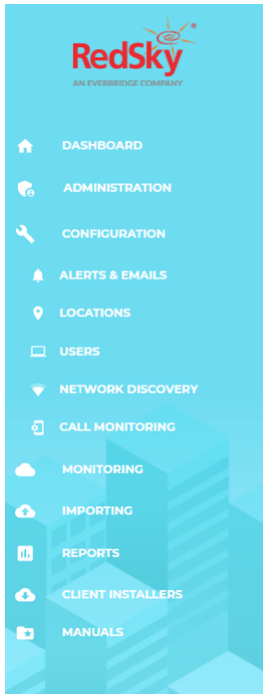 RedSky
AN EVERBRIDGE COMPANY
DASHBOARD
ADMINISTRATION
CONFIGURATION
ALERTS & EMAILS
LOCATIONS
USERS
NETWORK DISCOVERY
CALL MONITORING
MONITORING
IMPORTING
REPORTS
CLIENT INSTALLERS
MANUALS